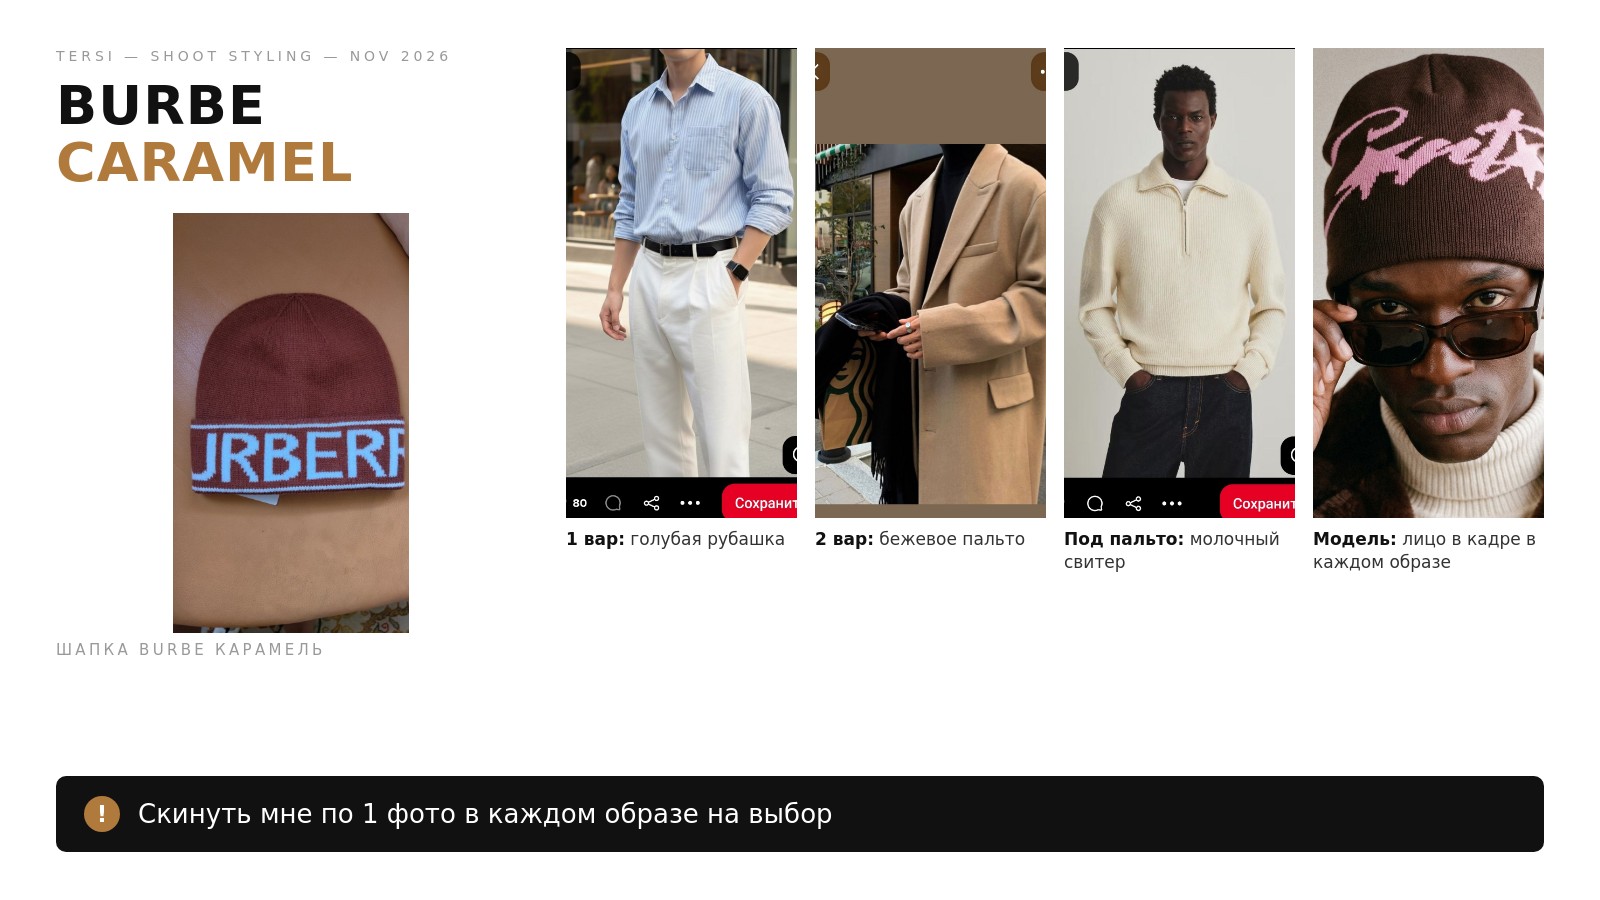 TERSI — SHOOT STYLING — NOV 2026
BURBE
CARAMEL
URBERR
ШАПКА BURBE КАРАМЕЛЬ
80
Сохранит
1 вар: голубая рубашка
2 вар: бежевое пальто
Сохранит
Под пальто: молочный
свитер
Модель: лицо в кадре в
каждом образе
! Скинуть мне по 1 фото в каждом образе на выбор